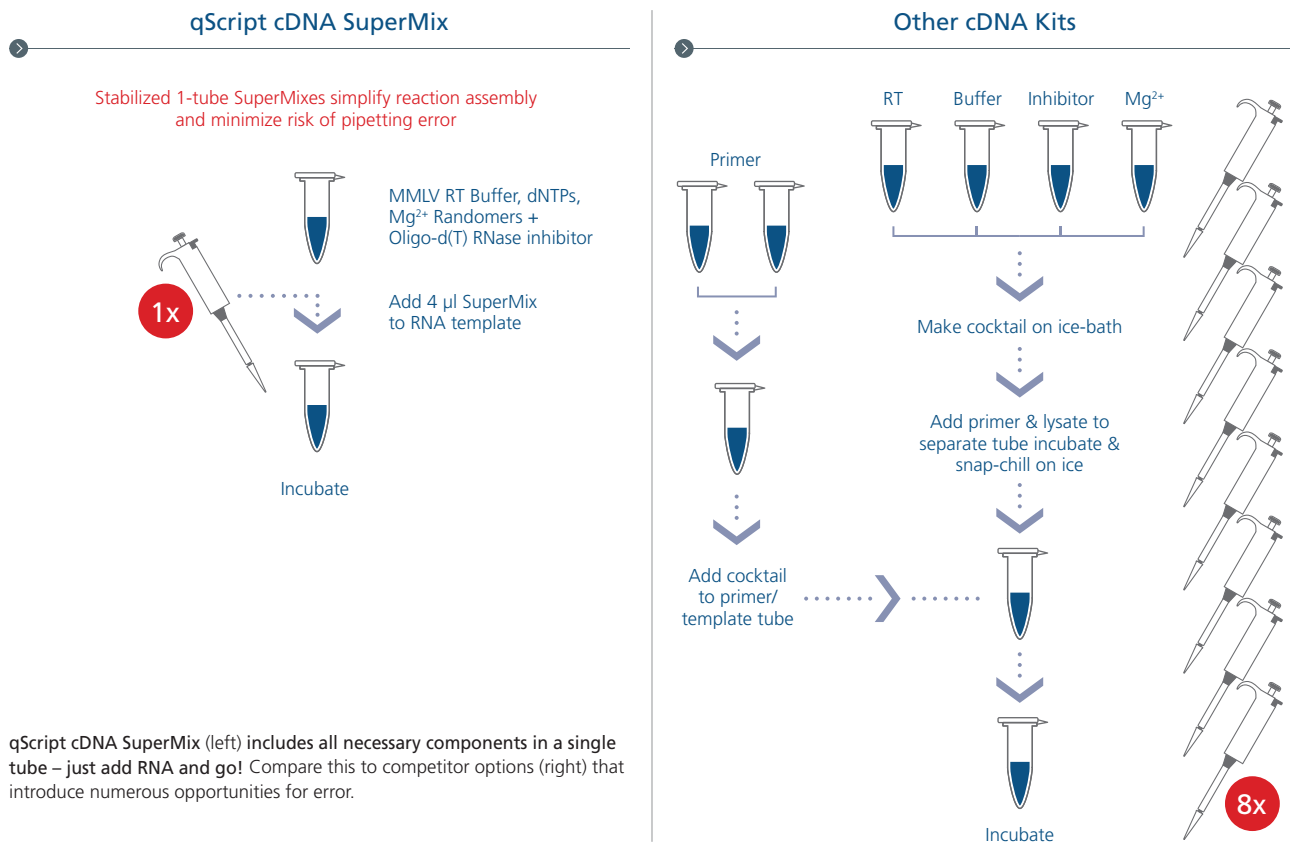 qScript cDNA SuperMix
Stabilized 1-tube SuperMixes simplify reaction assembly
and minimize risk of pipetting error
MMLV RT Buffer, dNTPs,
Mg²⁺ Randomers +
Oligo-d(T) RNase inhibitor
1x
Add 4 µl SuperMix
to RNA template
Incubate
qScript cDNA SuperMix (left) includes all necessary components in a single
tube – just add RNA and go! Compare this to competitor options (right) that
introduce numerous opportunities for error.
Other cDNA Kits
RT
Buffer
Inhibitor
Mg²⁺
Primer
Make cocktail on ice-bath
Add primer & lysate to
separate tube incubate &
snap-chill on ice
Add cocktail
to primer/
template tube
Incubate
8x